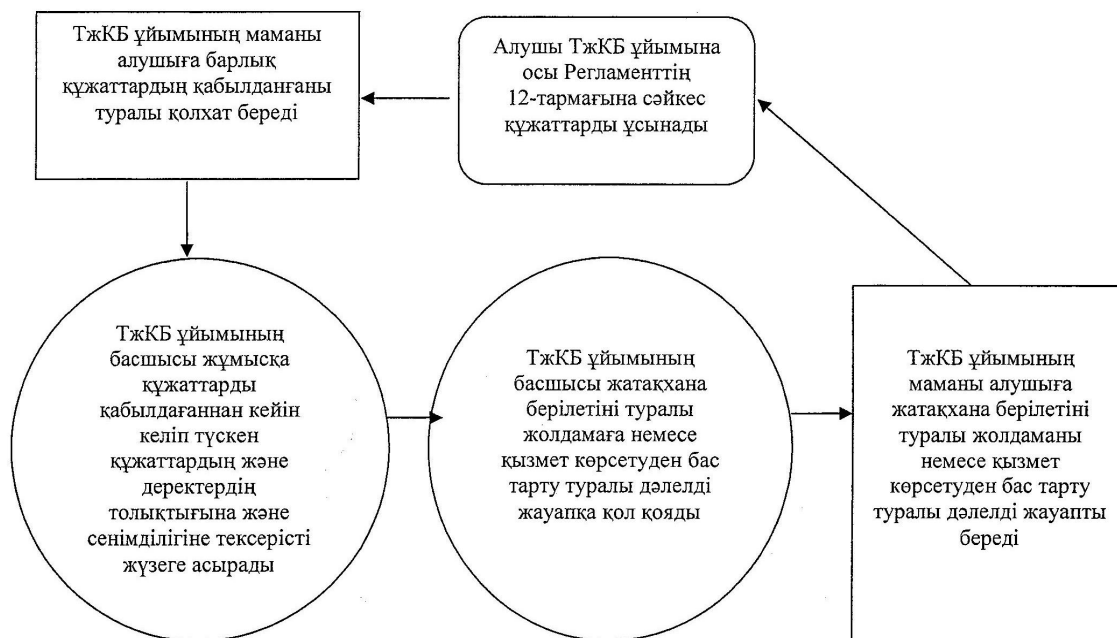 ТжКБ ұйымының маманы
алушыға барлық
құжаттардың қабылданғаны
туралы қолхат береді
Алушы ТжКБ ұйымына
осы Регламенттің
12-тармағына сәйкес
құжаттарды ұсынады
ТжКБ ұйымының
басшысы жұмысқа
құжаттарды
қабылдағаннан кейін
келіп түскен
құжаттардың және
деректердің
толықтығына және
сенімділігіне тексерісті
жүзеге асырады
ТжКБ ұйымының
басшысы жатақхана
берілетіні туралы
жолдамаға немесе
қызмет көрсетуден бас
тарту туралы дәлелді
жауапқа қол қояды
ТжКБ ұйымының
маманы алушыға
жатақхана берілетіні
туралы жолдаманы
немесе қызмет
көрсетуден бас тарту
туралы дәлелді жауапты
береді